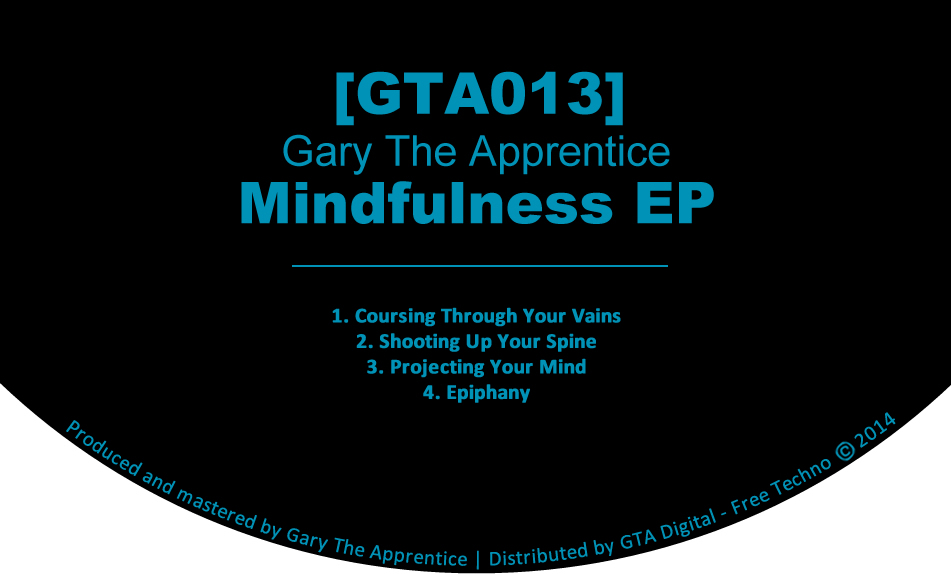 [GTA013]
Gary The Apprentice
Mindfulness EP
1. Coursing Through Your Vains
2. Shooting Up Your Spine
3. Projecting Your Mind
4. Epiphany
Produced and mastered by Gary The Apprentice | Distributed by GTA Digital - Free Techno © 2014